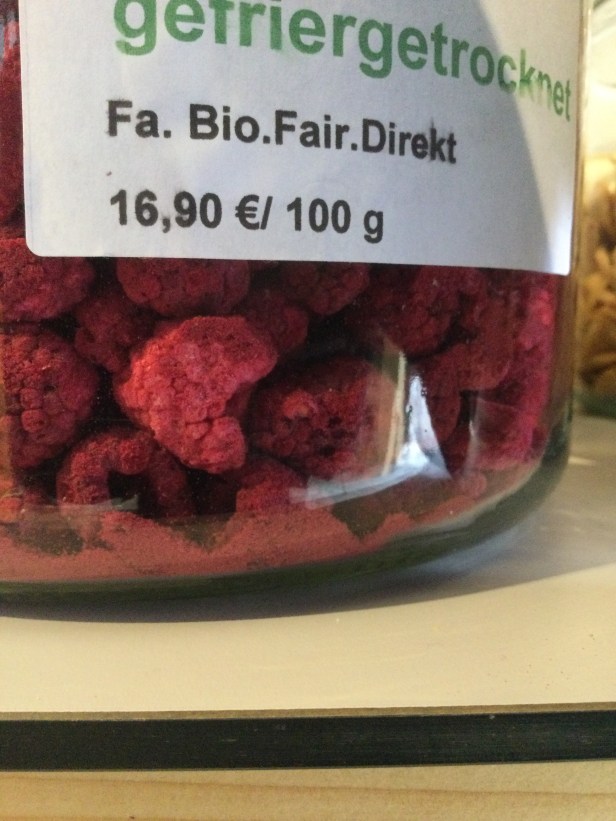 gefriergetrocknet
Fa. Bio.Fair.Direkt
16,90 €/ 100 g